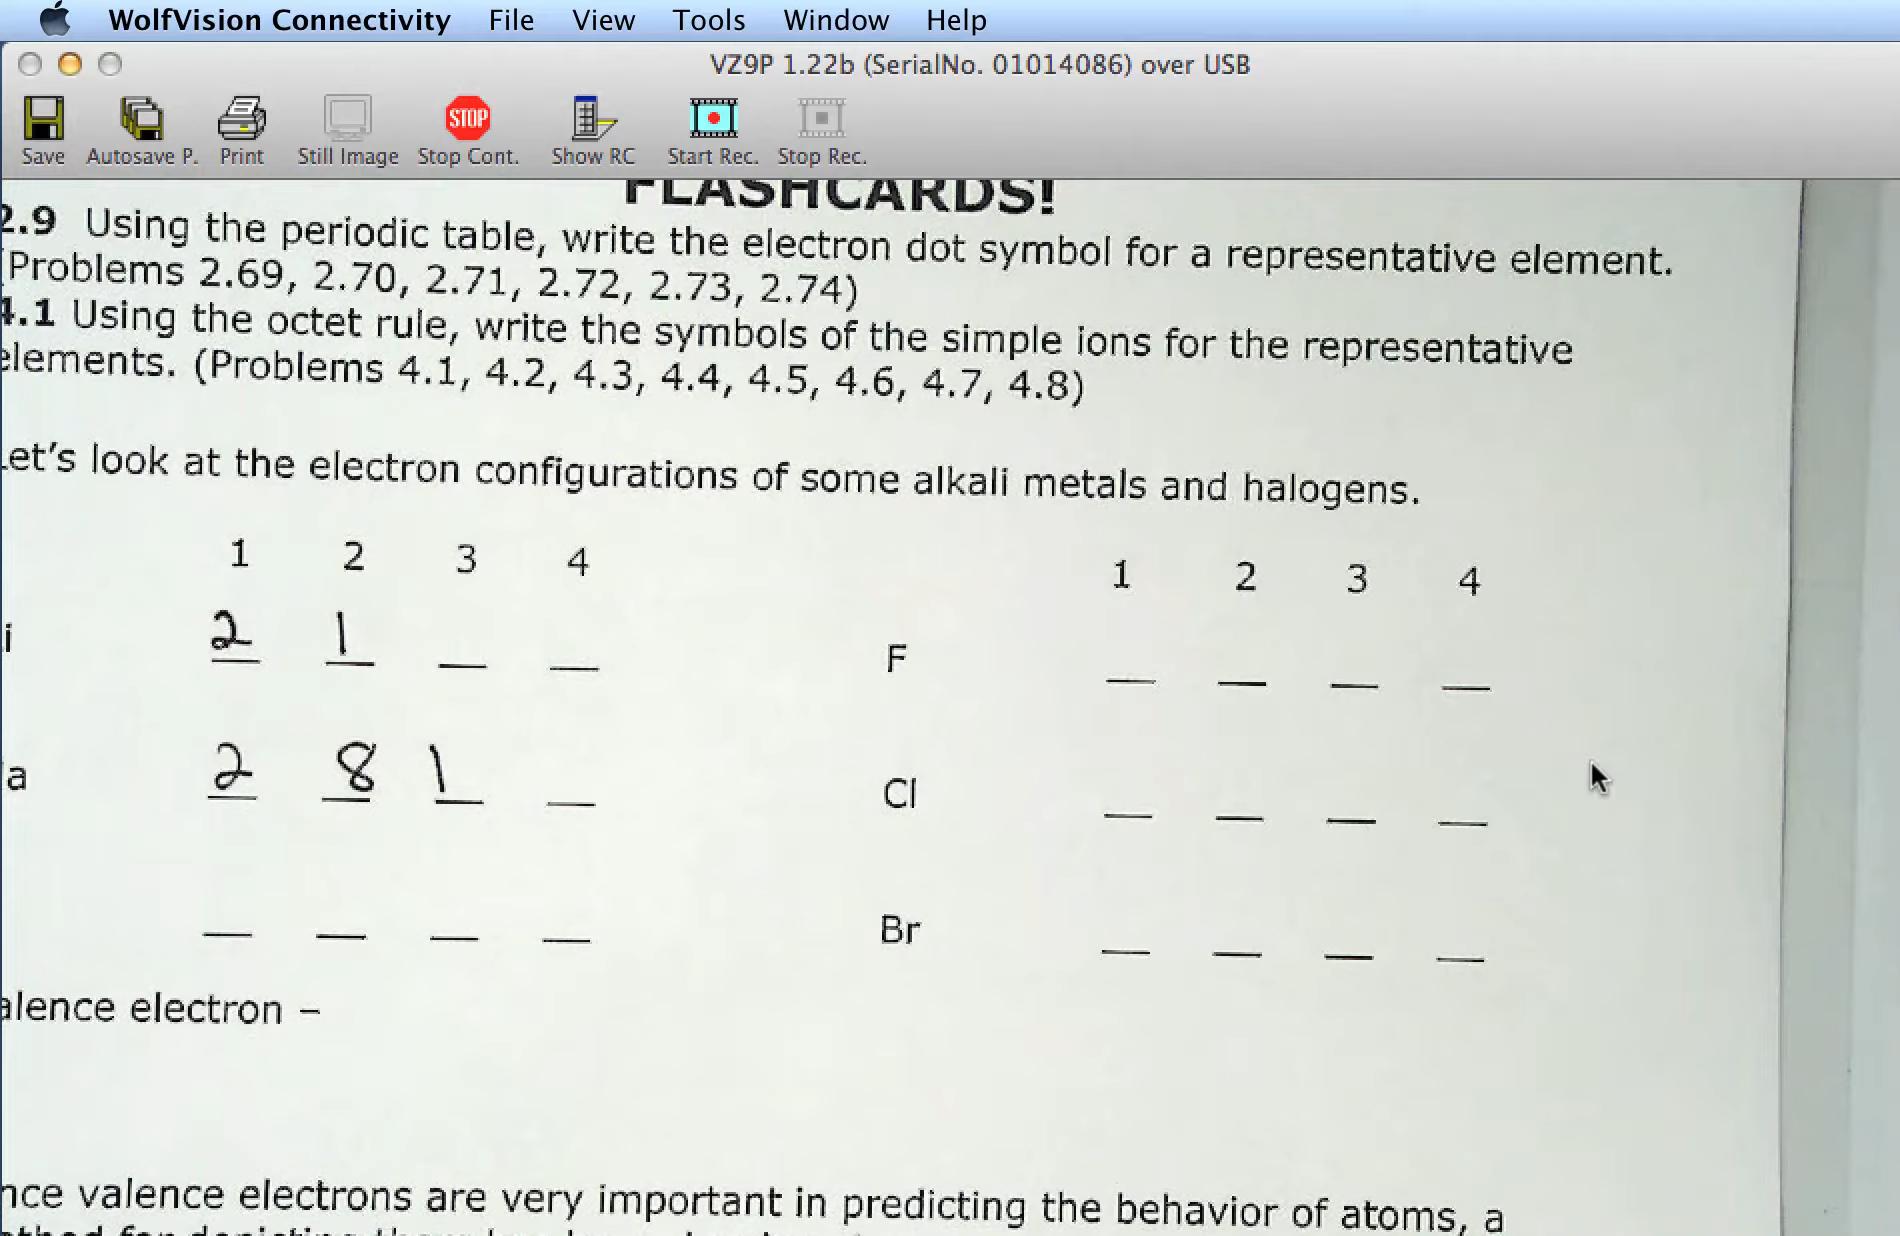 WolfVision Connectivity File View Tools Window Help
VZ9P 1.22b (SerialNo. 01014086) over USB
Save Autosave P. Print Still Image Stop Cont. Show RC Start Rec. Stop Rec.
STOP
FLASHCARDS!
2.9 Using the periodic table, write the electron dot symbol for a representative element.
(Problems 2.69, 2.70, 2.71, 2.72, 2.73, 2.74)
4.1 Using the octet rule, write the symbols of the simple ions for the representative
elements. (Problems 4.1, 4.2, 4.3, 4.4, 4.5, 4.6, 4.7, 4.8)
Let's look at the electron configurations of some alkali metals and halogens.
1 2 3 4 1 2 3 4
i 2 1 _ _ F _ _ _ _
a 2 8 1 _ Cl _ _ _ _
_ _ _ _ Br _ _ _ _
alence electron –
nce valence electrons are very important in predicting the behavior of atoms, a